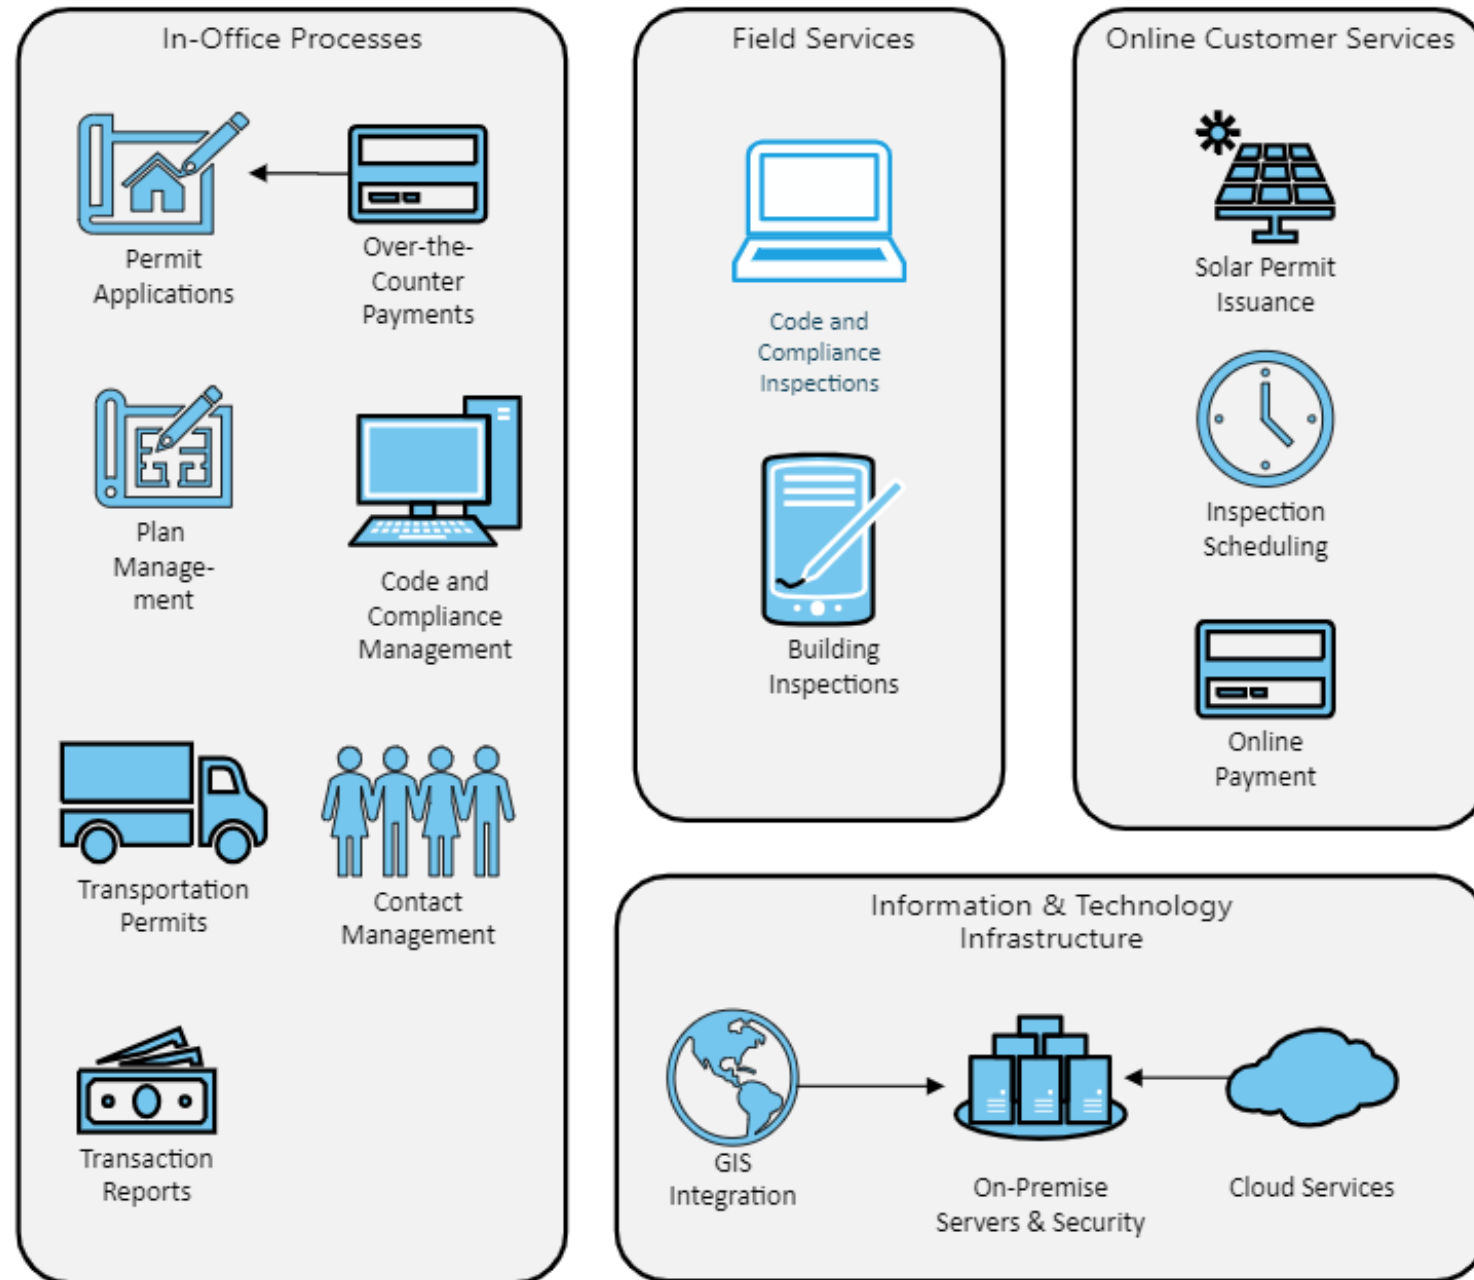 In-Office Processes
Permit
Applications
Over-the-
Counter
Payments
Plan
Manage-
ment
Code and
Compliance
Management
Transportation
Permits
Contact
Management
Transaction
Reports
Field Services
Code and
Compliance
Inspections
Building
Inspections
Online Customer Services
Solar Permit
Issuance
Inspection
Scheduling
Online
Payment
Information & Technology
Infrastructure
GIS
Integration
On-Premise
Servers & Security
Cloud Services